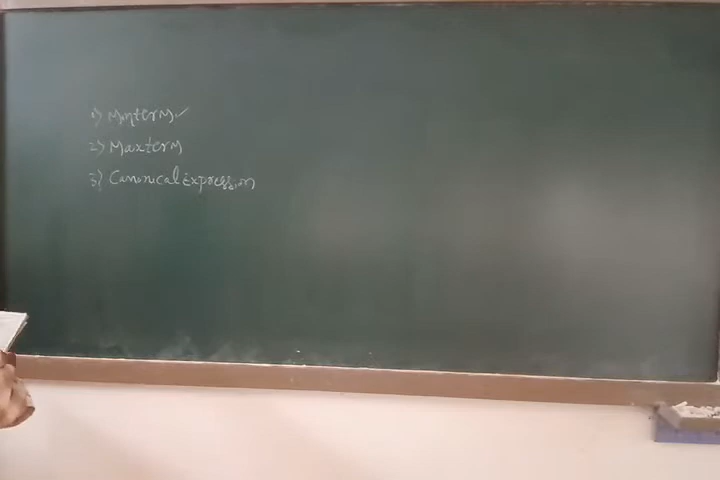 1) Minterm ✓
2) Maxterm
3) Canonical Expression